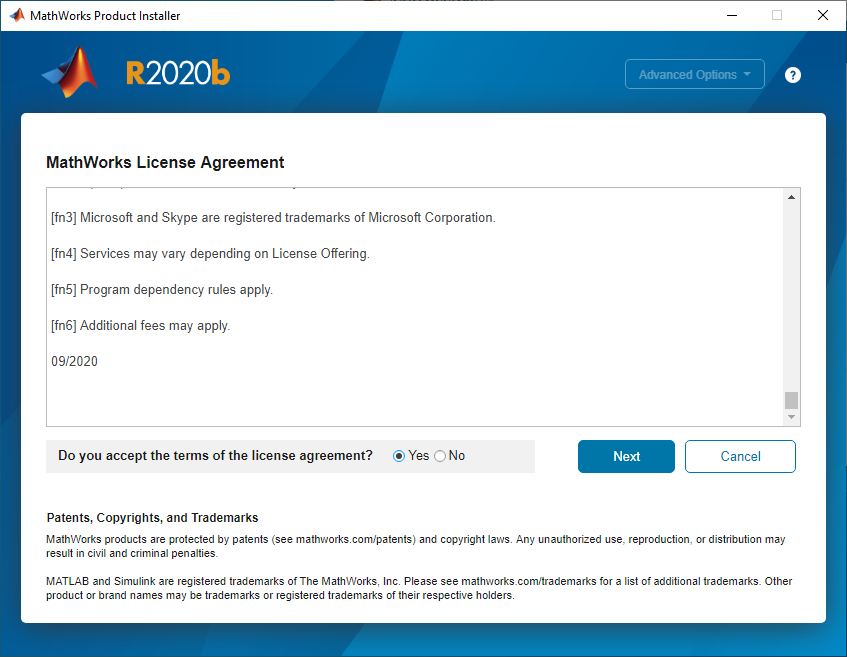 MathWorks Product Installer
R2020b
Advanced Options
?
MathWorks License Agreement
[fn3] Microsoft and Skype are registered trademarks of Microsoft Corporation.
[fn4] Services may vary depending on License Offering.
[fn5] Program dependency rules apply.
[fn6] Additional fees may apply.
09/2020
Do you accept the terms of the license agreement? Yes No
Next Cancel
Patents, Copyrights, and Trademarks
MathWorks products are protected by patents (see mathworks.com/patents) and copyright laws. Any unauthorized use, reproduction, or distribution may
result in civil and criminal penalties.
MATLAB and Simulink are registered trademarks of The MathWorks, Inc. Please see mathworks.com/trademarks for a list of additional trademarks. Other
product or brand names may be trademarks or registered trademarks of their respective holders.